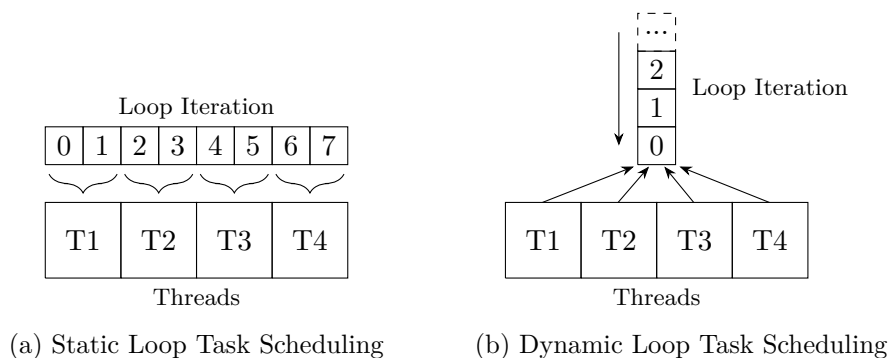 Loop Iteration
0 1 2 3 4 5 6 7
T1 T2 T3 T4
Threads
(a) Static Loop Task Scheduling
...
2
1
0
Loop Iteration
T1 T2 T3 T4
Threads
(b) Dynamic Loop Task Scheduling